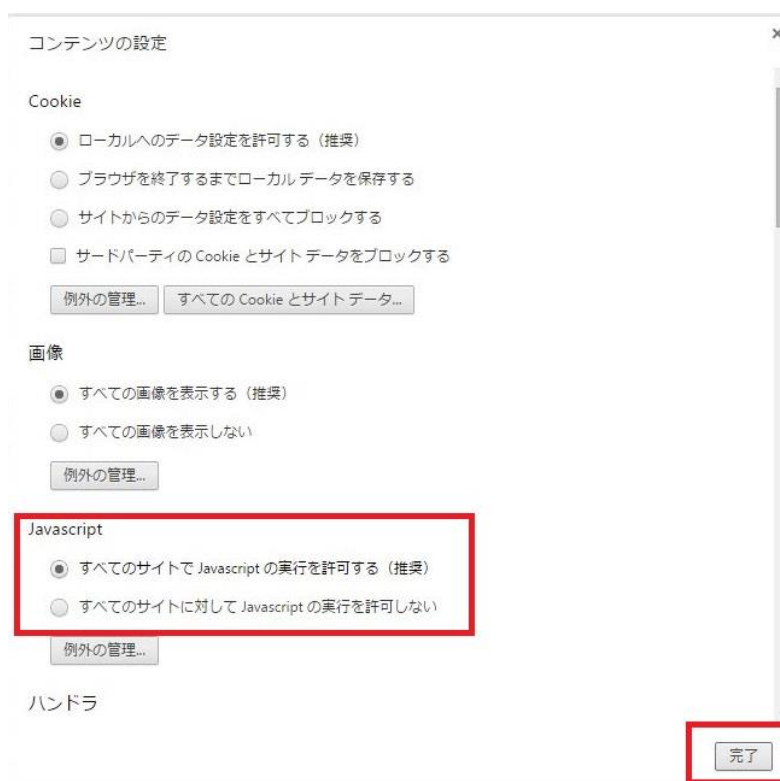 コンテンツの設定
Cookie
ローカルへのデータ設定を許可する（推奨）
ブラウザを終了するまでローカル データを保存する
サイトからのデータ設定をすべてブロックする
サードパーティの Cookie とサイト データをブロックする
例外の管理... すべての Cookie とサイト データ...
画像
すべての画像を表示する（推奨）
すべての画像を表示しない
例外の管理...
Javascript
すべてのサイトで Javascript の実行を許可する（推奨）
すべてのサイトに対して Javascript の実行を許可しない
例外の管理...
ハンドラ
完了